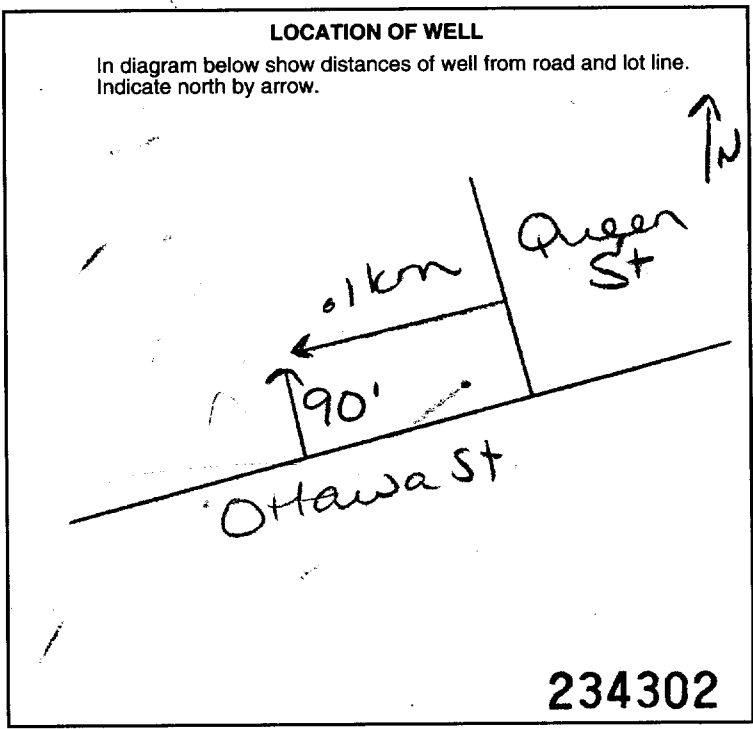 LOCATION OF WELL
In diagram below show distances of well from road and lot line.
Indicate north by arrow.
N
Queen
St
.1km
90'
Ottawa St
234302